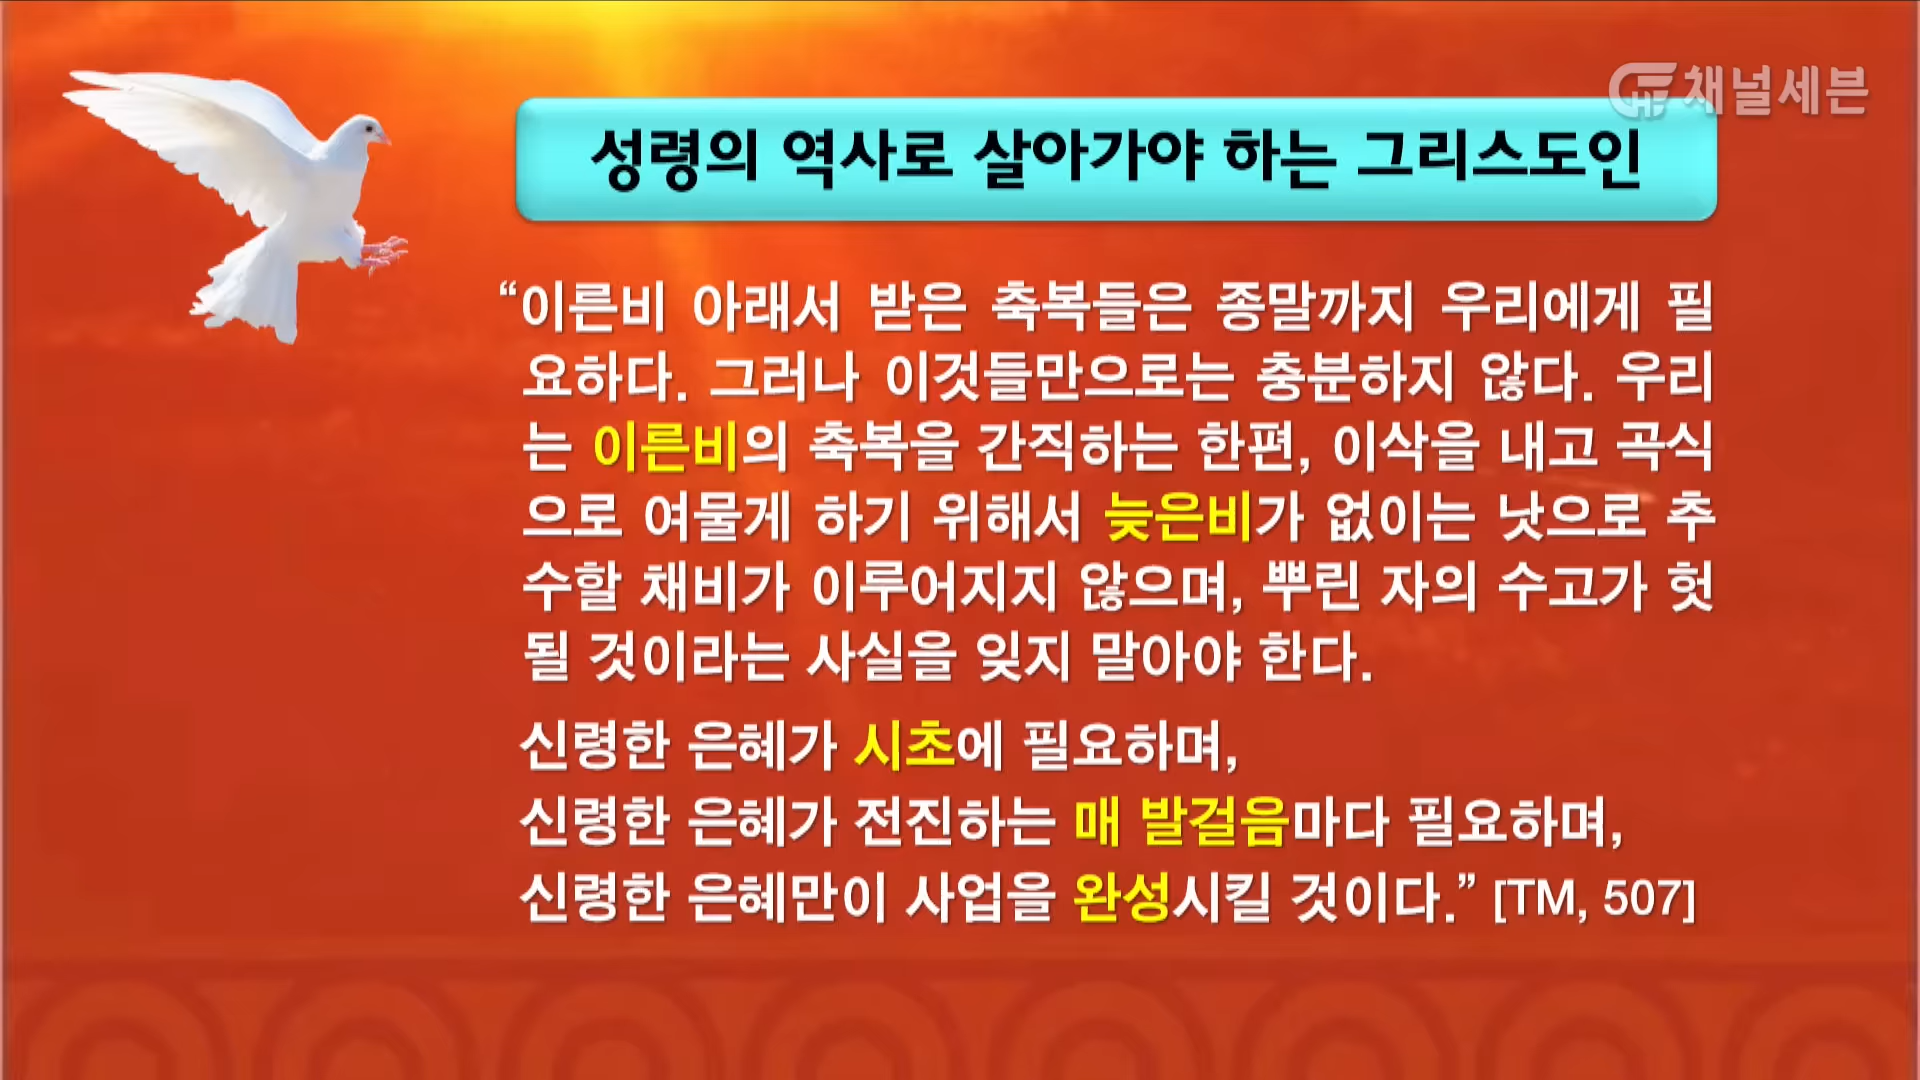 채널세븐
성령의 역사로 살아가야 하는 그리스도인
“이른비 아래서 받은 축복들은 종말까지 우리에게 필
요하다. 그러나 이것들만으로는 충분하지 않다. 우리
는 이른비의 축복을 간직하는 한편, 이삭을 내고 곡식
으로 여물게 하기 위해서 늦은비가 없이는 낫으로 추
수할 채비가 이루어지지 않으며, 뿌린 자의 수고가 헛
될 것이라는 사실을 잊지 말아야 한다.
신령한 은혜가 시초에 필요하며,
신령한 은혜가 전진하는 매 발걸음마다 필요하며,
신령한 은혜만이 사업을 완성시킬 것이다.” [TM, 507]